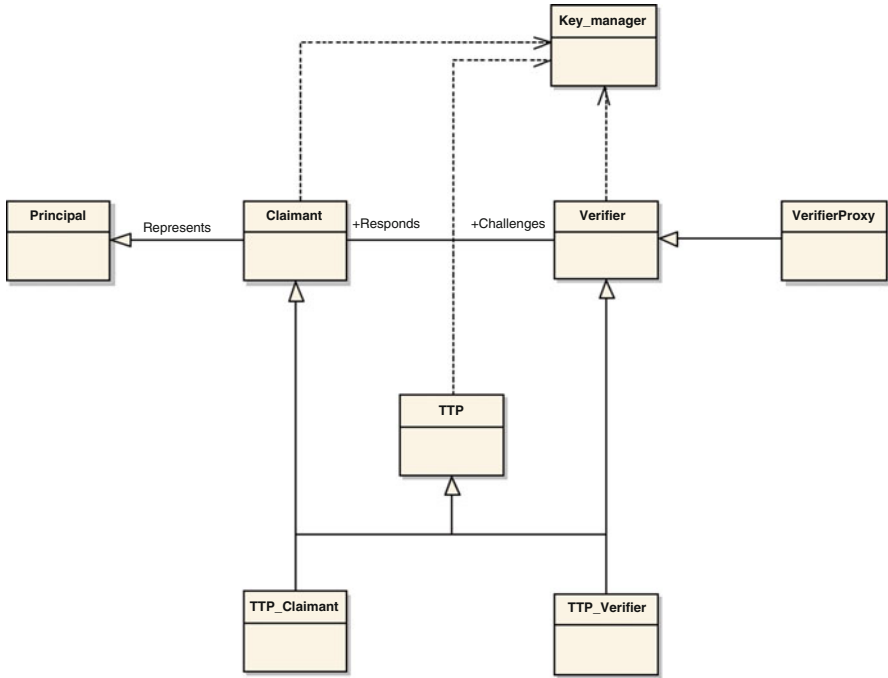 Key_manager
Principal
Represents
Claimant
+Responds
+Challenges
Verifier
VerifierProxy
TTP
TTP_Claimant
TTP_Verifier